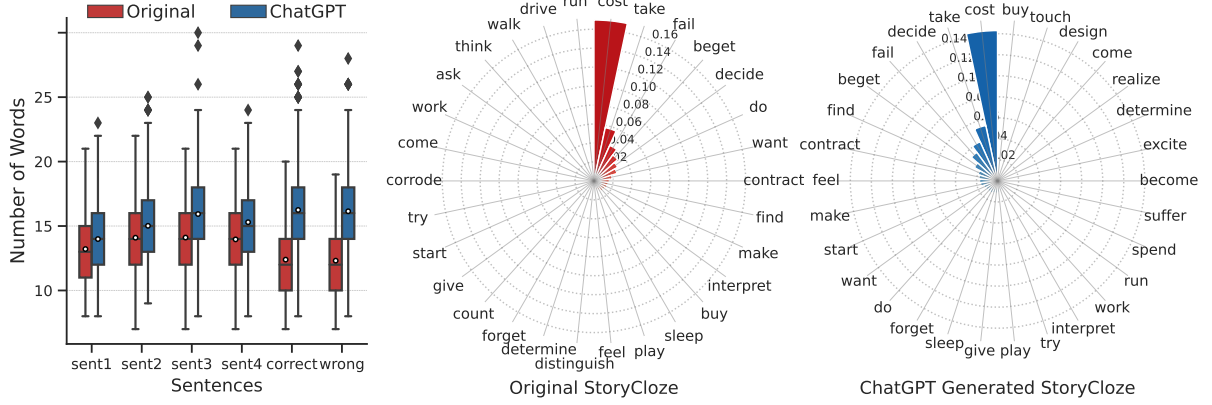 Original
ChatGPT
Number of Words
25
20
15
10
sent1
sent2
sent3
sent4
correct
wrong
Sentences
cost
take
fail
beget
decide
do
want
contract
find
make
interpret
buy
sleep
play
feel
distinguish
determine
forget
count
give
start
try
corrode
come
work
ask
think
walk
drive
run
0.16
0.14
0.12
0.10
0.08
0.06
Original StoryCloze
cost
buy
touch
design
come
realize
determine
excite
become
suffer
spend
run
work
interpret
try
play
give
sleep
forget
do
want
start
make
feel
contract
find
beget
fail
decide
take
0.14
ChatGPT Generated StoryCloze